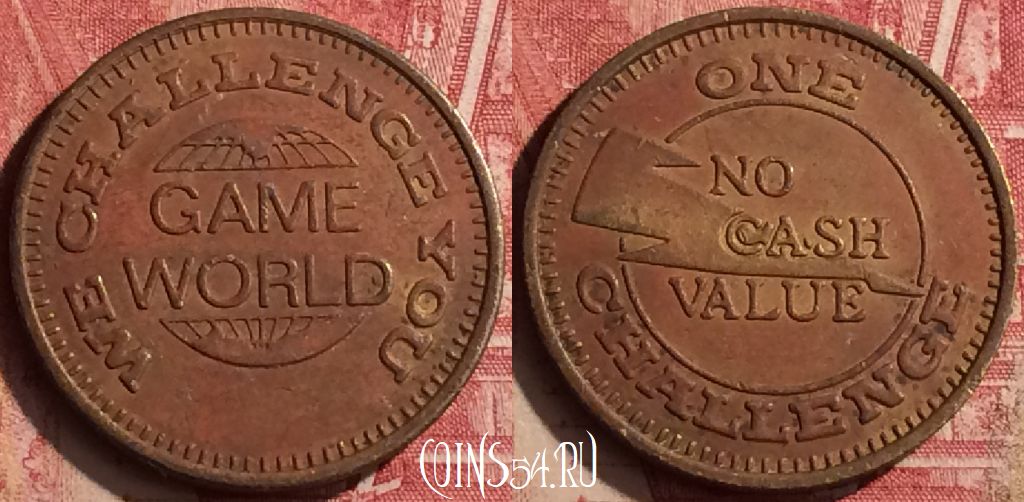 WE CHALLENGE YOU
GAME
WORLD
ONE
NO
CASH
VALUE
CHALLENGE
COINS54.RU